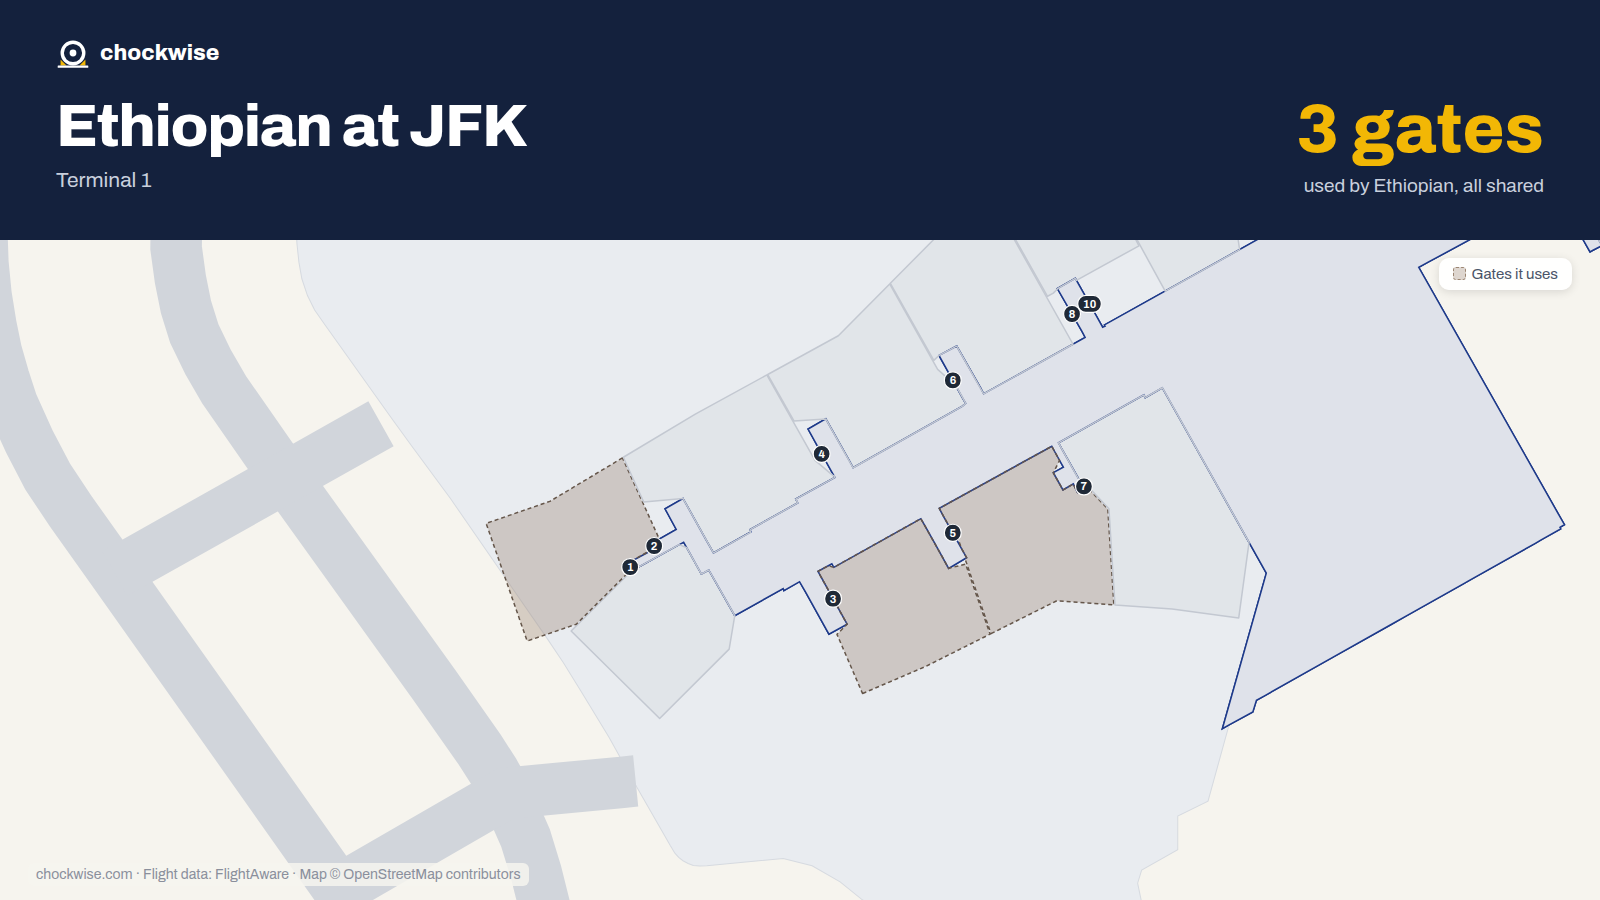 chockwise
Ethiopian at JFK
Terminal 1
3 gates
used by Ethiopian, all shared
Gates it uses
10
8
6
4
7
5
2
1
3
chockwise.com · Flight data: FlightAware · Map © OpenStreetMap contributors